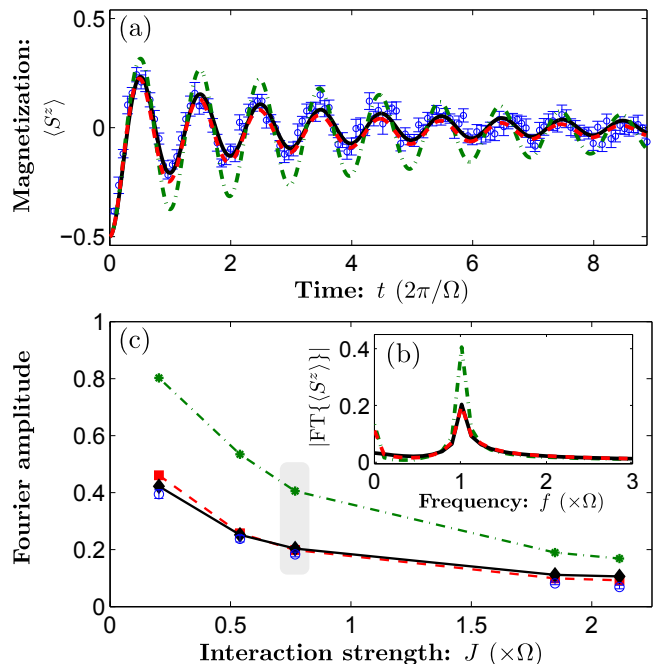 (a)
Magnetization:
⟨S^z⟩
0.5
0
−0.5
0 2 4 6 8
Time: t (2π/Ω)
(c)
Fourier amplitude
1
0.8
0.6
0.4
0.2
0
0 0.5 1 1.5 2
Interaction strength: J (×Ω)
(b)
|FT{⟨S^z⟩}|
0.4
0.2
0
0 1 2 3
Frequency: f (×Ω)